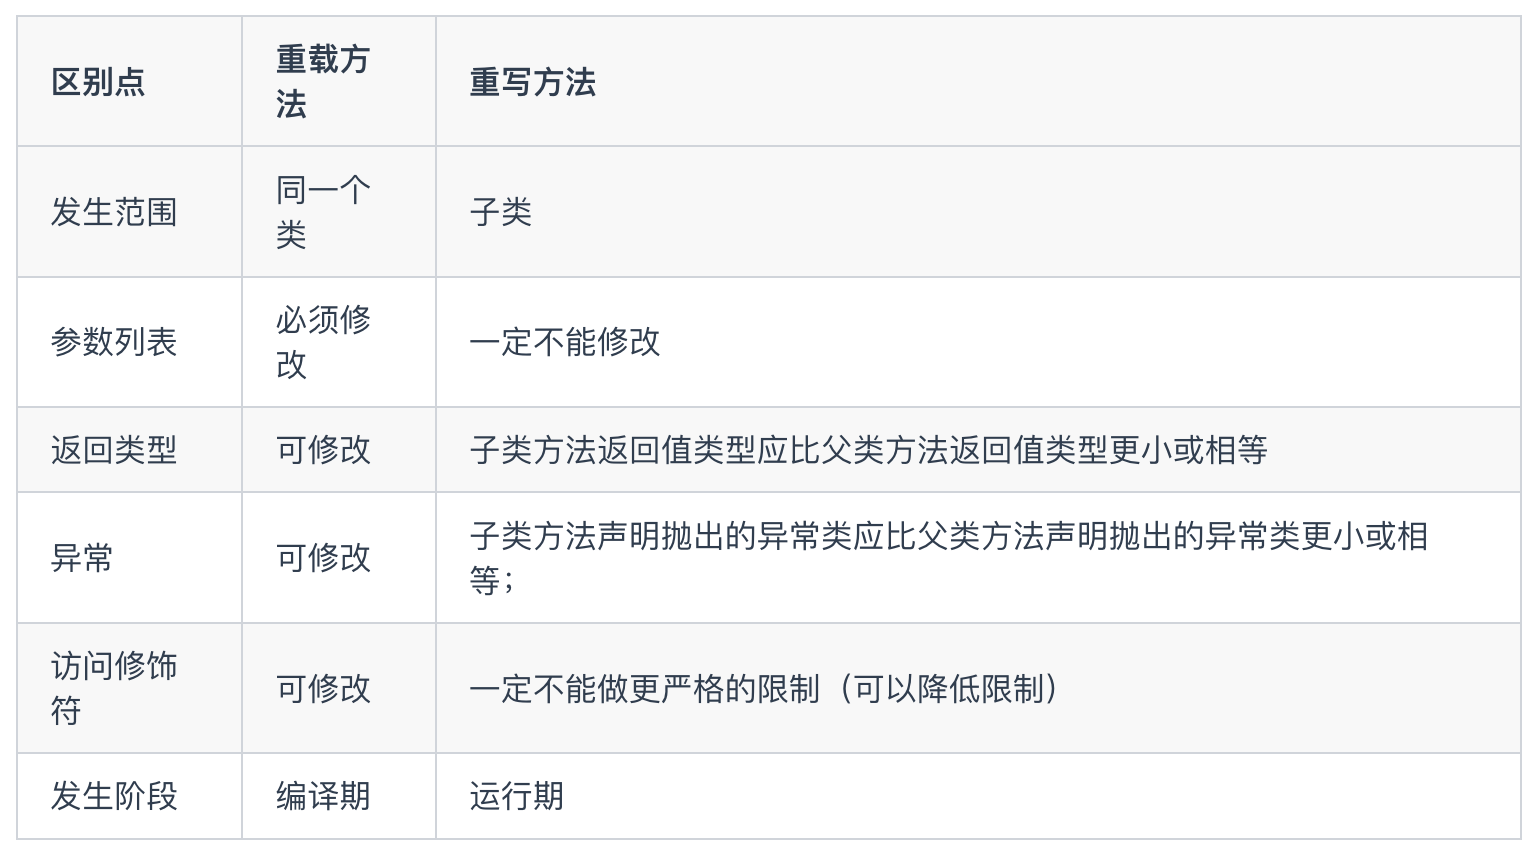 区别点
重载方
法
重写方法
发生范围
同一个
类
子类
参数列表
必须修
改
一定不能修改
返回类型
可修改
子类方法返回值类型应比父类方法返回值类型更小或相等
异常
可修改
子类方法声明抛出的异常类应比父类方法声明抛出的异常类更小或相
等；
访问修饰
符
可修改
一定不能做更严格的限制（可以降低限制）
发生阶段
编译期
运行期